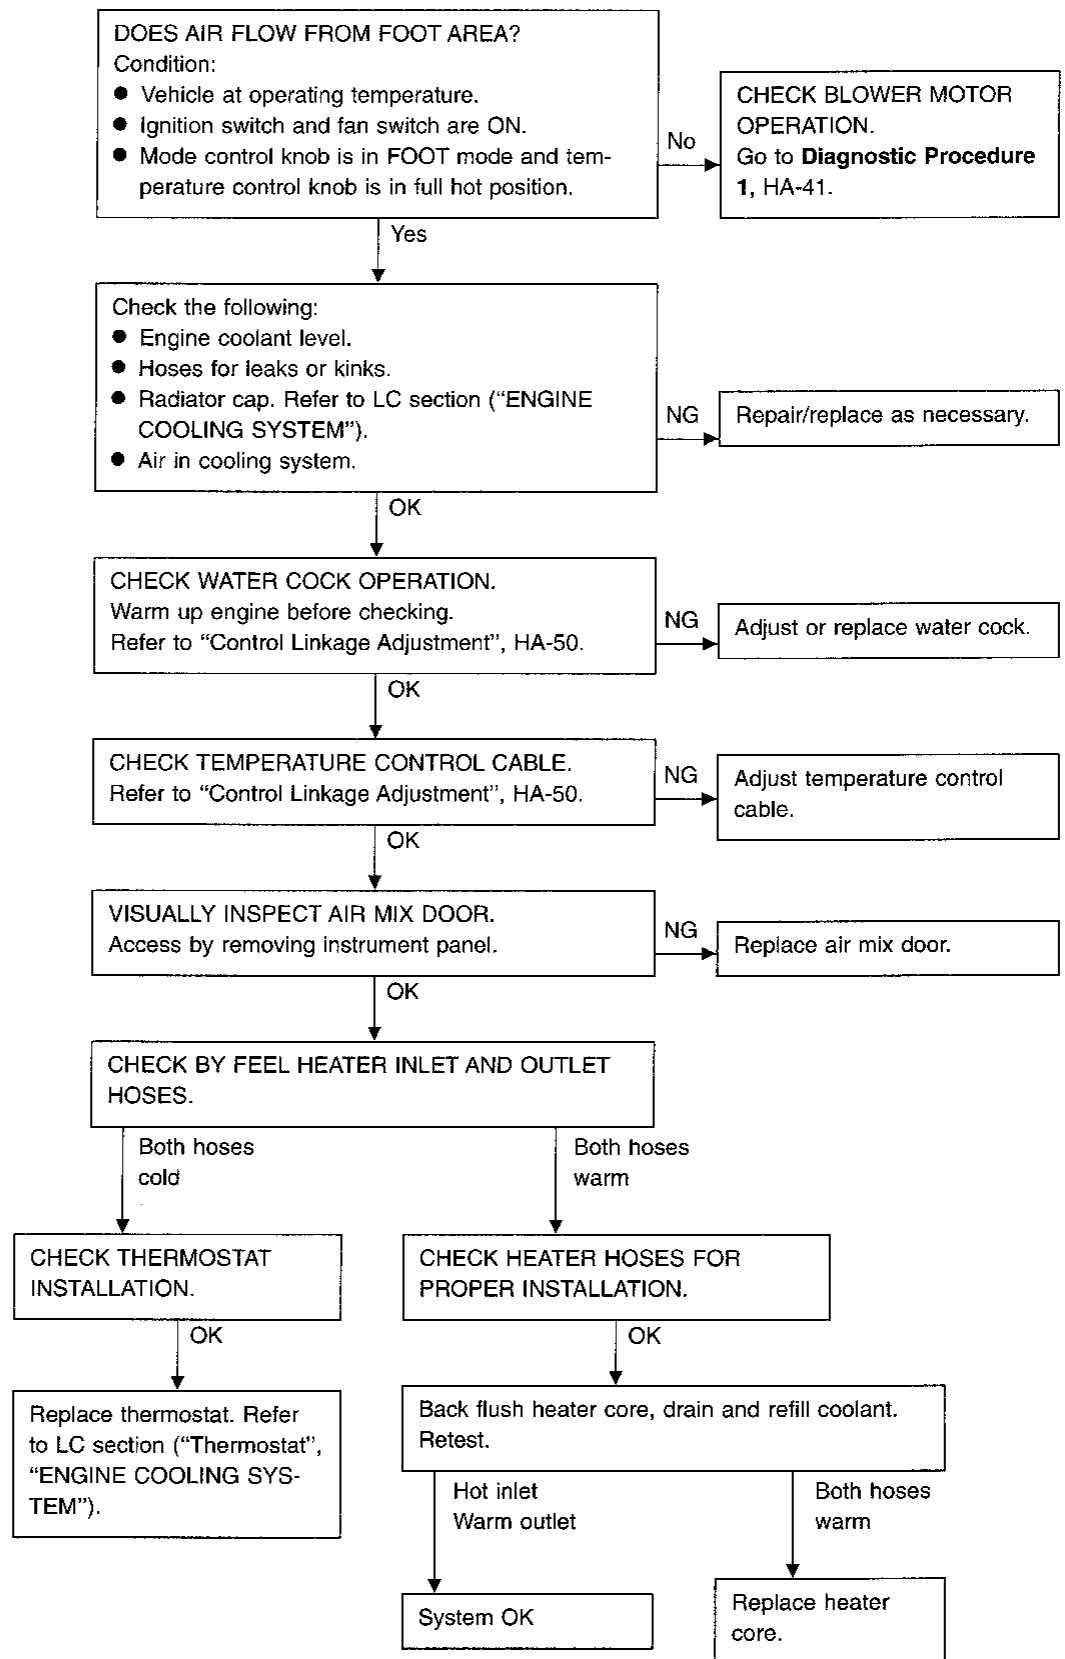 DOES AIR FLOW FROM FOOT AREA?
Condition:
● Vehicle at operating temperature.
● Ignition switch and fan switch are ON.
● Mode control knob is in FOOT mode and tem-
perature control knob is in full hot position.
No
CHECK BLOWER MOTOR
OPERATION.
Go to Diagnostic Procedure
1, HA-41.
Yes
Check the following:
● Engine coolant level.
● Hoses for leaks or kinks.
● Radiator cap. Refer to LC section (“ENGINE
COOLING SYSTEM”).
● Air in cooling system.
NG
Repair/replace as necessary.
OK
CHECK WATER COCK OPERATION.
Warm up engine before checking.
Refer to “Control Linkage Adjustment”, HA-50.
NG
Adjust or replace water cock.
OK
CHECK TEMPERATURE CONTROL CABLE.
Refer to “Control Linkage Adjustment”, HA-50.
NG
Adjust temperature control
cable.
OK
VISUALLY INSPECT AIR MIX DOOR.
Access by removing instrument panel.
NG
Replace air mix door.
OK
CHECK BY FEEL HEATER INLET AND OUTLET
HOSES.
Both hoses
cold
Both hoses
warm
CHECK THERMOSTAT
INSTALLATION.
CHECK HEATER HOSES FOR
PROPER INSTALLATION.
OK
OK
Replace thermostat. Refer
to LC section (“Thermostat”,
“ENGINE COOLING SYS-
TEM”).
Back flush heater core, drain and refill coolant.
Retest.
Hot inlet
Warm outlet
Both hoses
warm
System OK
Replace heater
core.